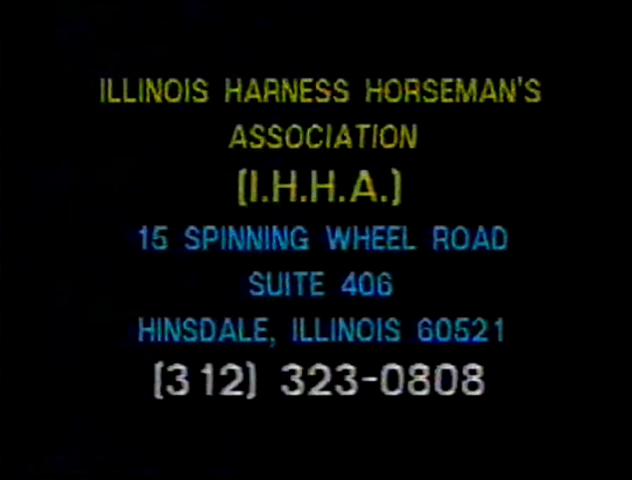 ILLINOIS HARNESS HORSEMAN'S
ASSOCIATION
(I.H.H.A.)
15 SPINNING WHEEL ROAD
SUITE 406
HINSDALE, ILLINOIS 60521
(312) 323-0808